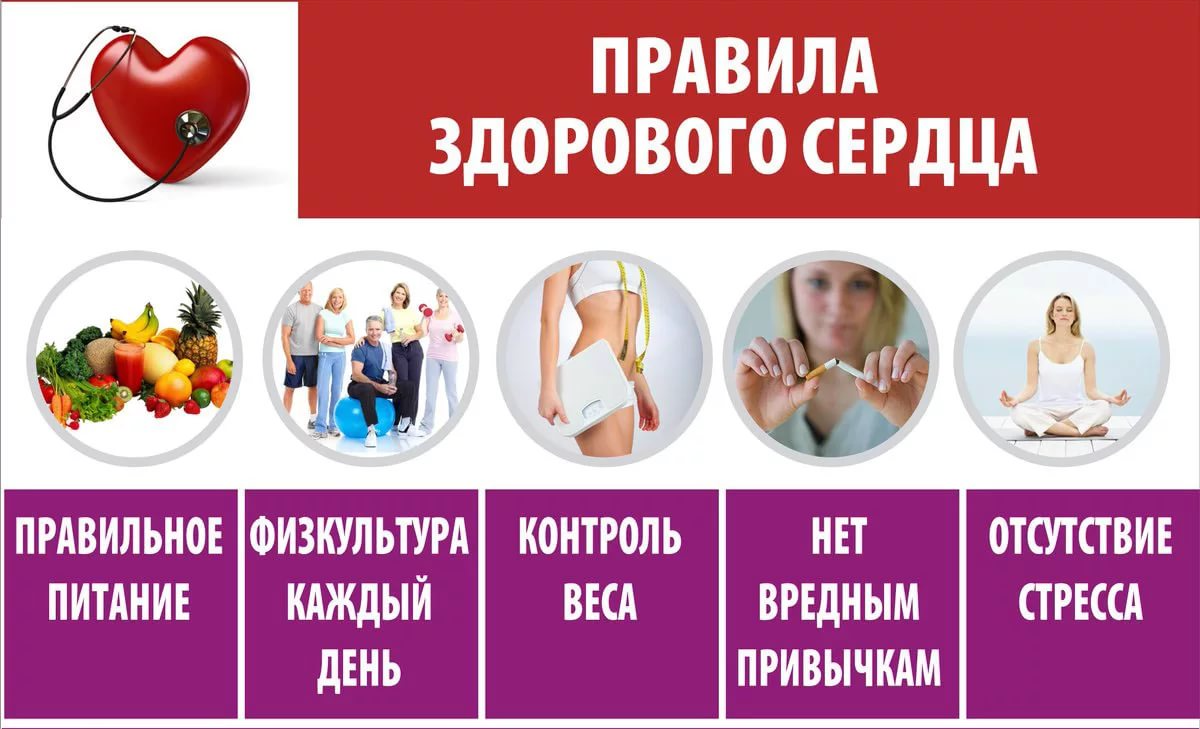 ПРАВИЛА
ЗДОРОВОГО СЕРДЦА
ПРАВИЛЬНОЕ
ПИТАНИЕ
ФИЗКУЛЬТУРА
КАЖДЫЙ
ДЕНЬ
КОНТРОЛЬ
ВЕСА
НЕТ
ВРЕДНЫМ
ПРИВЫЧКАМ
ОТСУТСТВИЕ
СТРЕССА